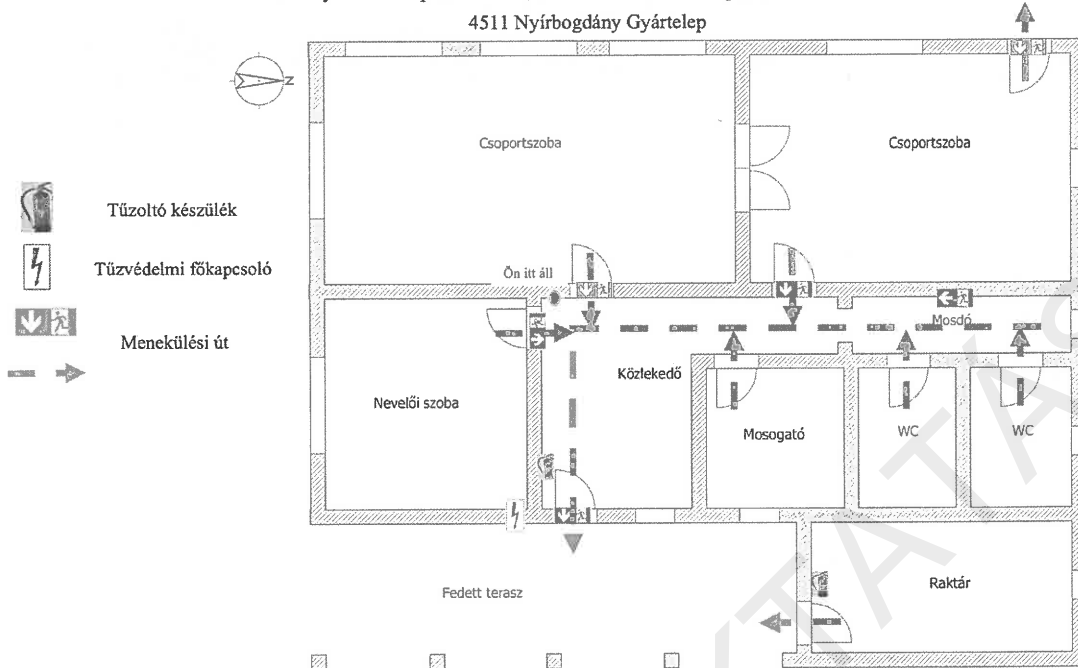 4511 Nyírbogdány Gyártelep
N
Csoportszoba
Csoportszoba
Tűzoltó készülék
Tűzvédelmi főkapcsoló
Menekülési út
Ön itt áll
Mosdó
Közlekedő
Nevelői szoba
Mosogató
WC
WC
Fedett terasz
Raktár